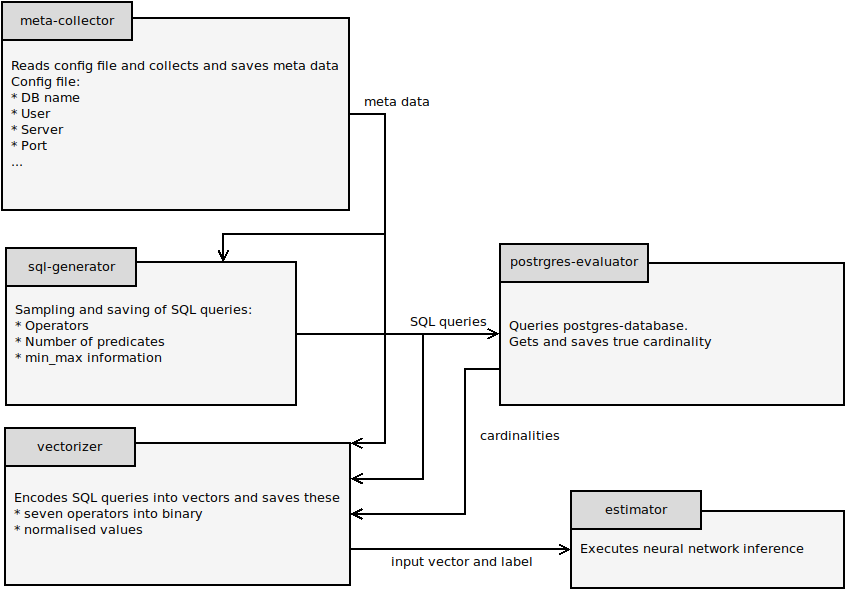 meta-collector
Reads config file and collects and saves meta data
Config file:
* DB name
* User
* Server
* Port
...
meta data
sql-generator
Sampling and saving of SQL queries:
* Operators
* Number of predicates
* min_max information
SQL queries
postrgres-evaluator
Queries postgres-database.
Gets and saves true cardinality
cardinalities
vectorizer
Encodes SQL queries into vectors and saves these
* seven operators into binary
* normalised values
input vector and label
estimator
Executes neural network inference